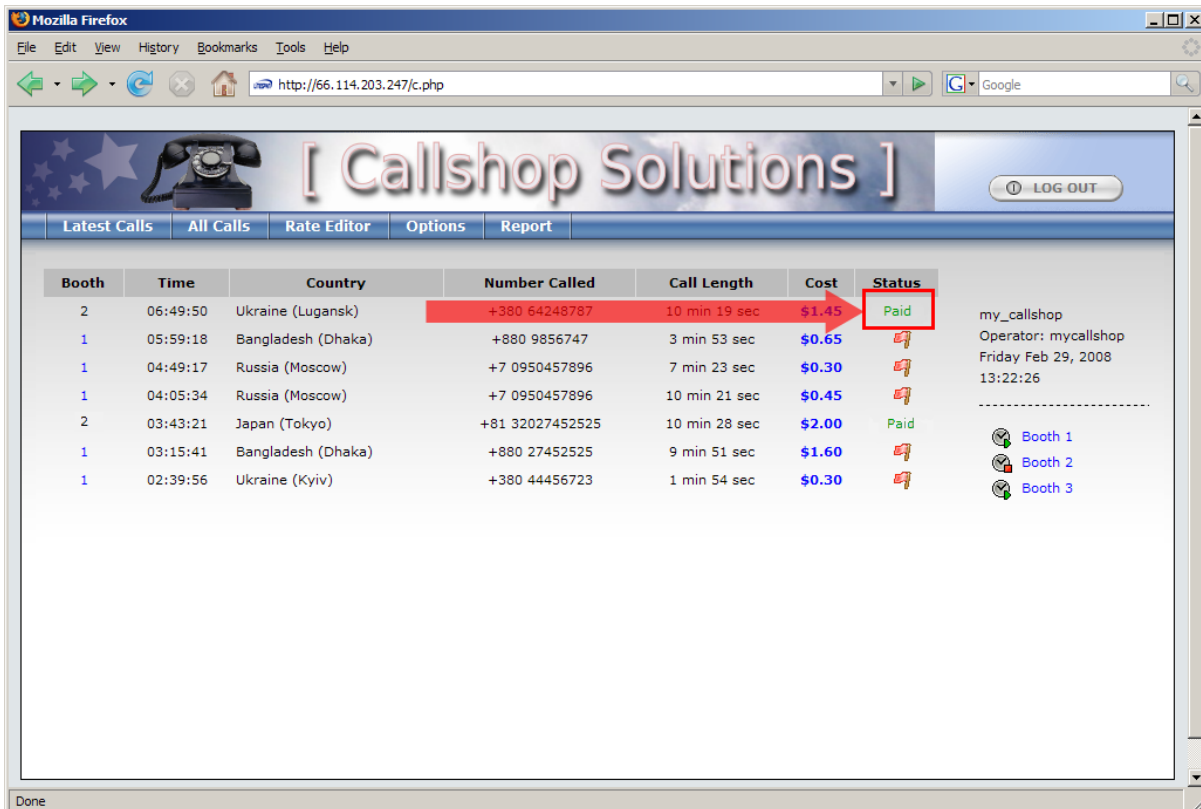 Mozilla Firefox
File Edit View History Bookmarks Tools Help
http://66.114.203.247/c.php G Google
[ Callshop Solutions ]
LOG OUT
Latest Calls All Calls Rate Editor Options Report
Booth Time Country Number Called Call Length Cost Status
2 06:49:50 Ukraine (Lugansk) +380 64248787 10 min 19 sec $1.45 Paid
1 05:59:18 Bangladesh (Dhaka) +880 9856747 3 min 53 sec $0.65
1 04:49:17 Russia (Moscow) +7 0950457896 7 min 23 sec $0.30
1 04:05:34 Russia (Moscow) +7 0950457896 10 min 21 sec $0.45
2 03:43:21 Japan (Tokyo) +81 32027452525 10 min 28 sec $2.00 Paid
1 03:15:41 Bangladesh (Dhaka) +880 27452525 9 min 51 sec $1.60
1 02:39:56 Ukraine (Kyiv) +380 44456723 1 min 54 sec $0.30
my_callshop
Operator: mycallshop
Friday Feb 29, 2008
13:22:26
Booth 1
Booth 2
Booth 3
Done